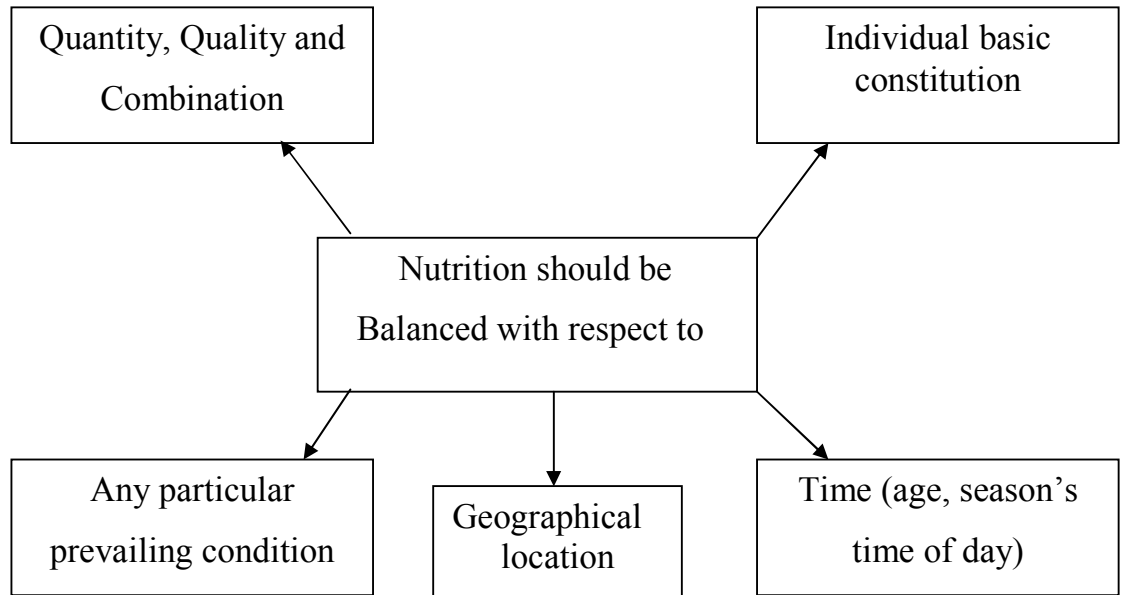 Quantity, Quality and
Combination
Individual basic
constitution
Nutrition should be
Balanced with respect to
Any particular
prevailing condition
Geographical
location
Time (age, season’s
time of day)